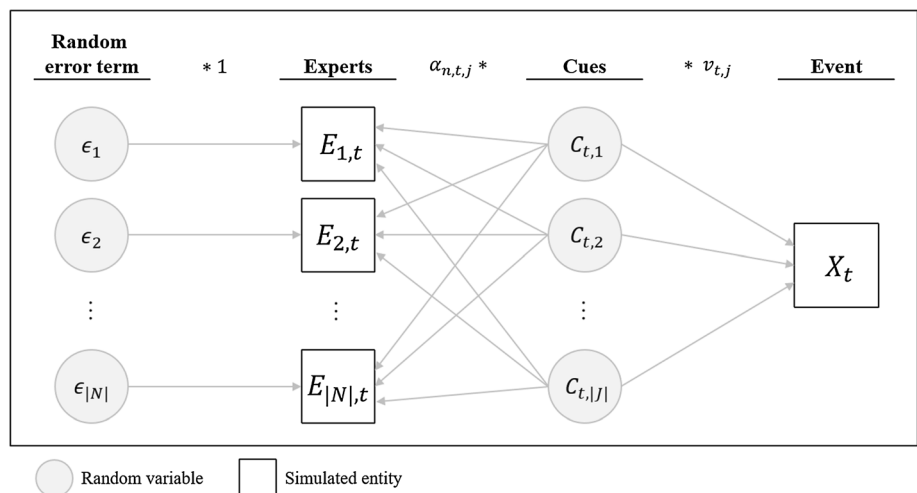 Random
error term
* 1
Experts
α_{n,t,j} *
Cues
* v_{t,j}
Event
ϵ_1
E_{1,t}
C_{t,1}
ϵ_2
E_{2,t}
C_{t,2}
X_t
⋮
⋮
⋮
ϵ_{|N|}
E_{|N|,t}
C_{t,|J|}
Random variable
Simulated entity